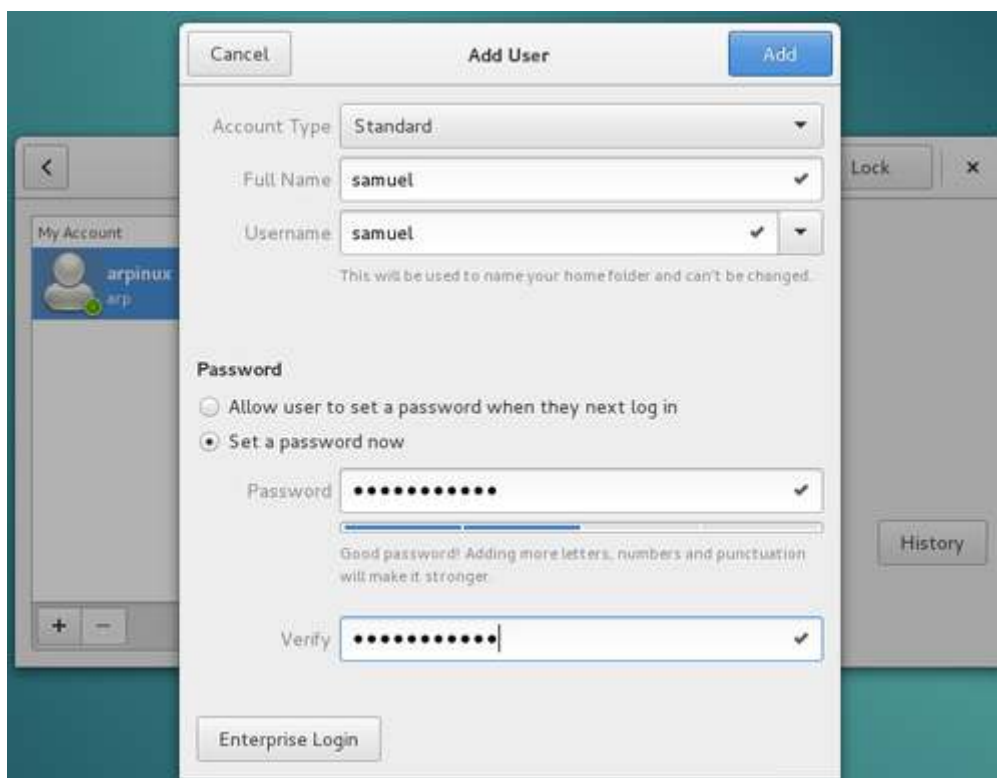 Cancel
Add User
Add
Account Type
Standard
Lock
Full Name
samuel
My Account
Username
samuel
This will be used to name your home folder and can't be changed.
arpinux
arp
Password
Allow user to set a password when they next log in
Set a password now
Password
●●●●●●●●●●●
Good password! Adding more letters, numbers and punctuation
will make it stronger.
History
Verify
●●●●●●●●●●●
Enterprise Login